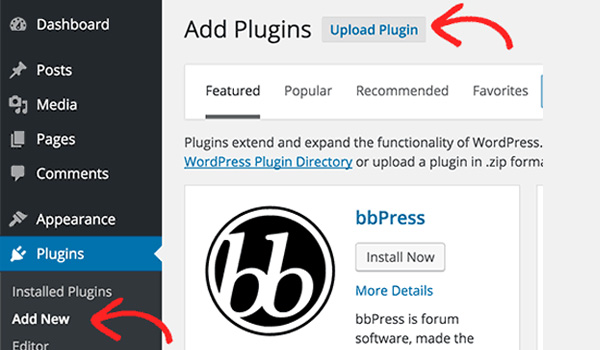 Dashboard
Posts
Media
Pages
Comments
Appearance
Plugins
Installed Plugins
Add New
Editor
Add Plugins
Upload Plugin
Featured Popular Recommended Favorites
Plugins extend and expand the functionality of WordPress.
WordPress Plugin Directory or upload a plugin in .zip forma
bb
bbPress
Install Now
More Details
bbPress is forum
software, made the